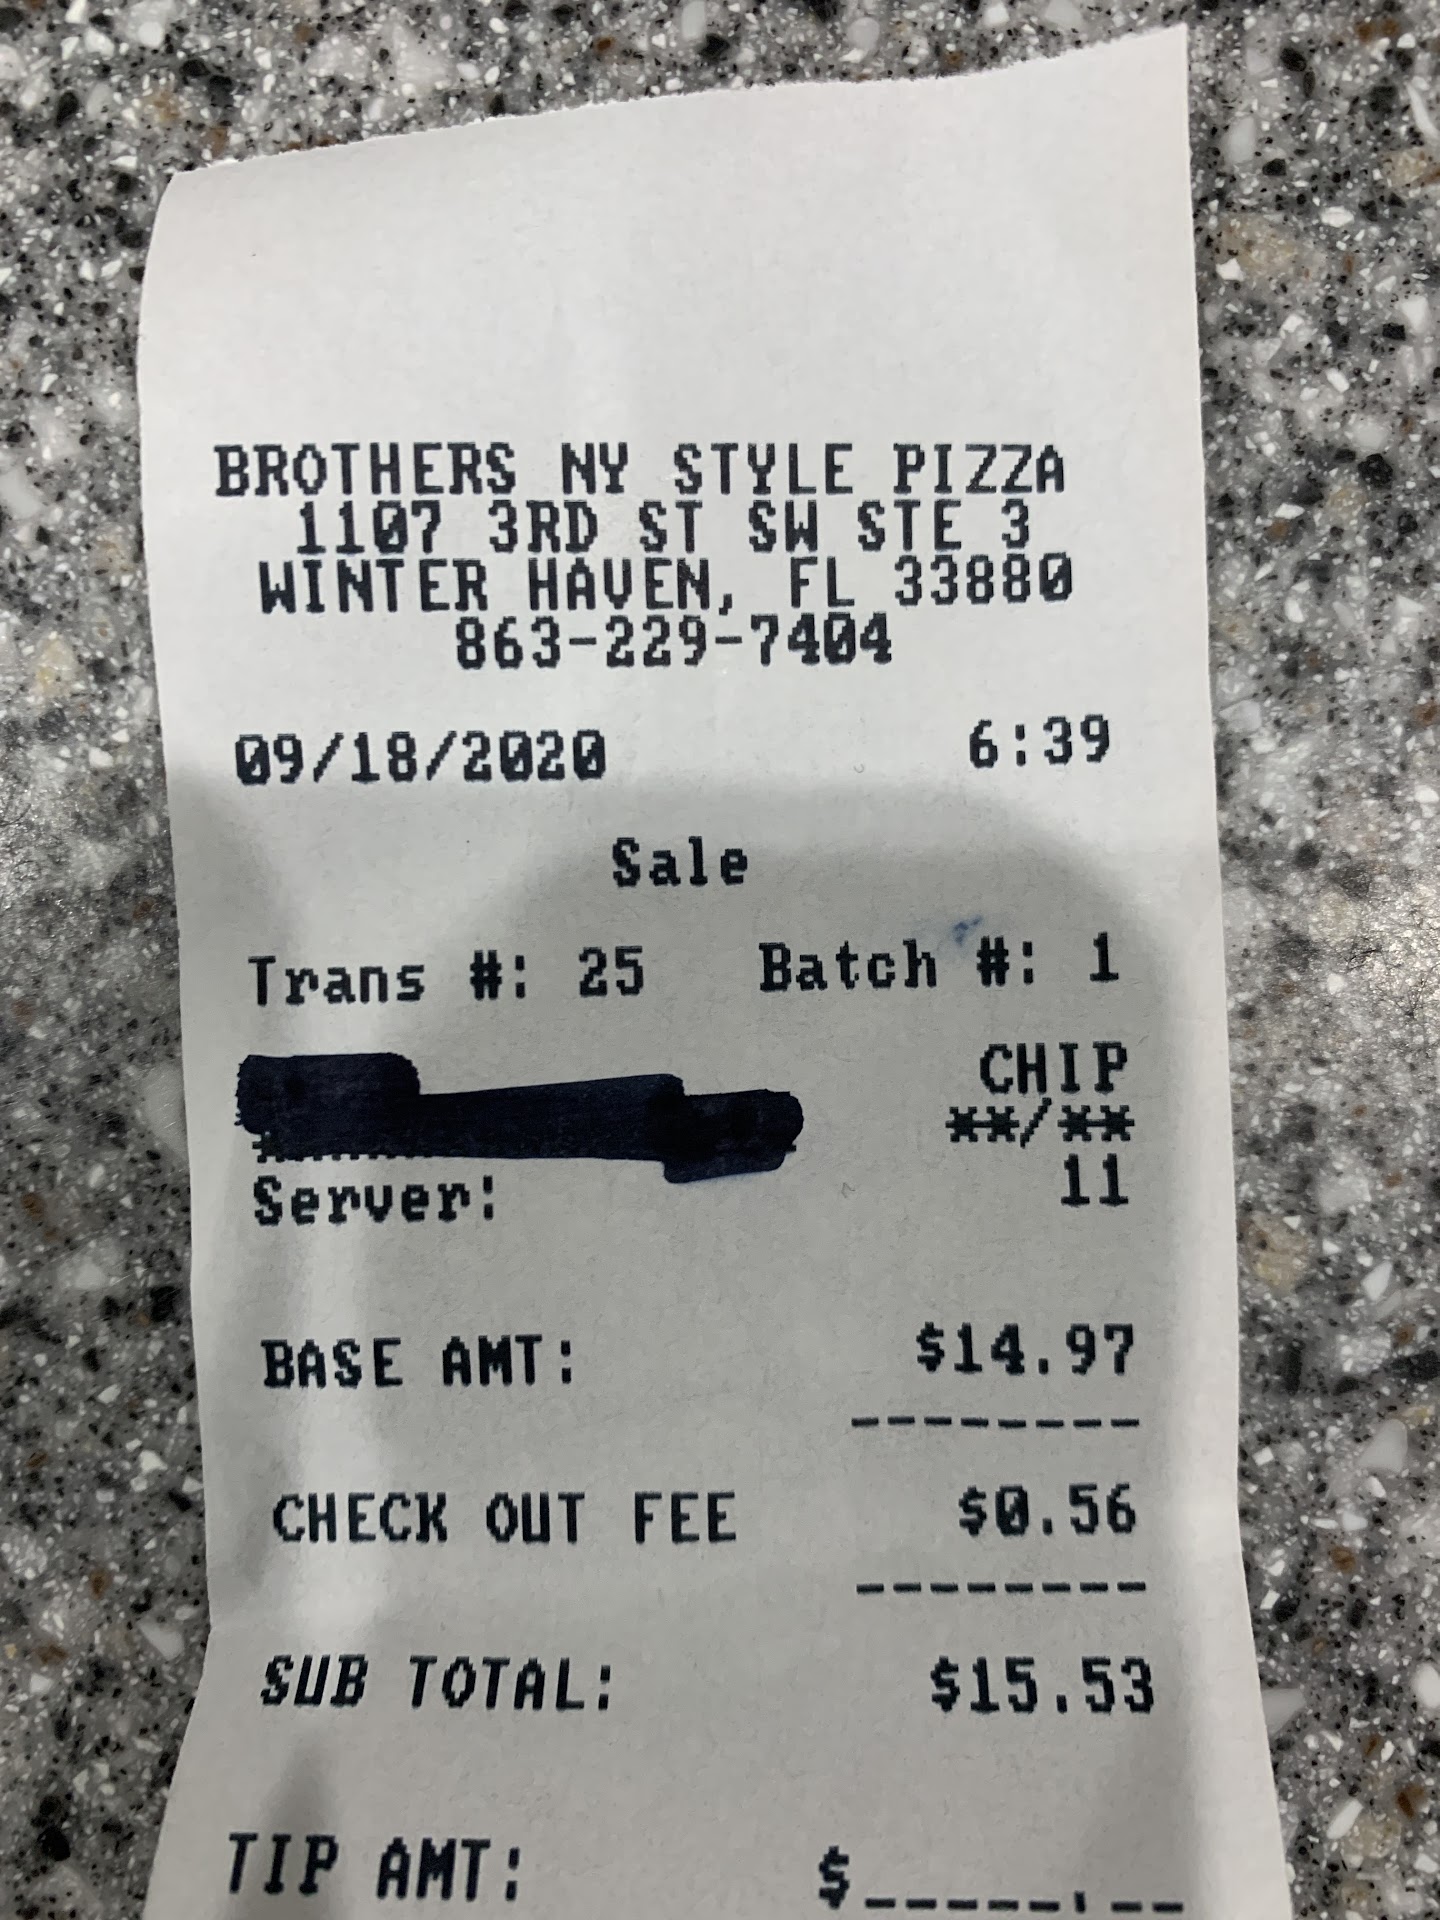 BROTHERS NY STYLE PIZZA
1107 3RD ST SW STE 3
WINTER HAVEN, FL 33880
863-229-7404
09/18/2020 6:39
Sale
Trans #: 25 Batch #: 1
CHIP
**/**
Server: 11
BASE AMT: $14.97
--------
CHECK OUT FEE $0.56
--------
SUB TOTAL: $15.53
TIP AMT: $_____.__